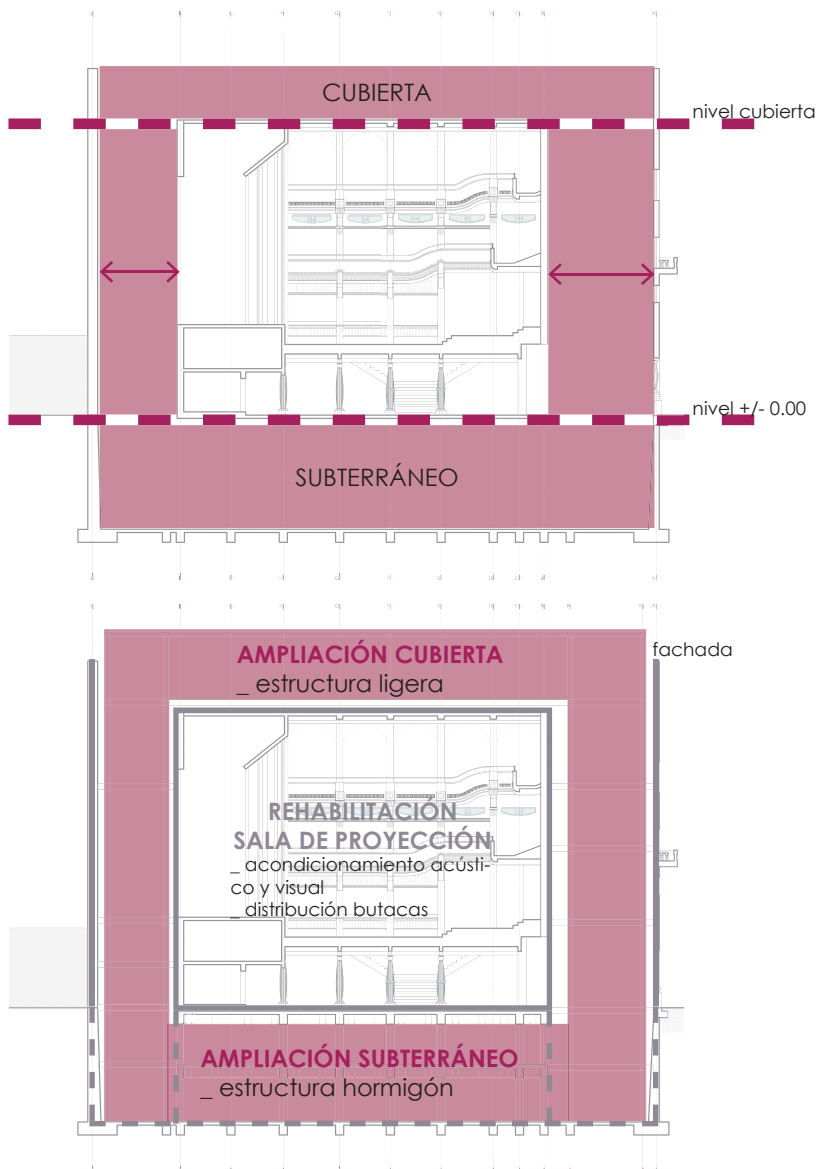 CUBIERTA
nivel cubierta
nivel +/- 0.00
SUBTERRÁNEO
AMPLIACIÓN CUBIERTA
_ estructura ligera
fachada
REHABILITACIÓN
SALA DE PROYECCIÓN
_ acondicionamiento acústi-
co y visual
_ distribución butacas
AMPLIACIÓN SUBTERRÁNEO
_ estructura hormigón